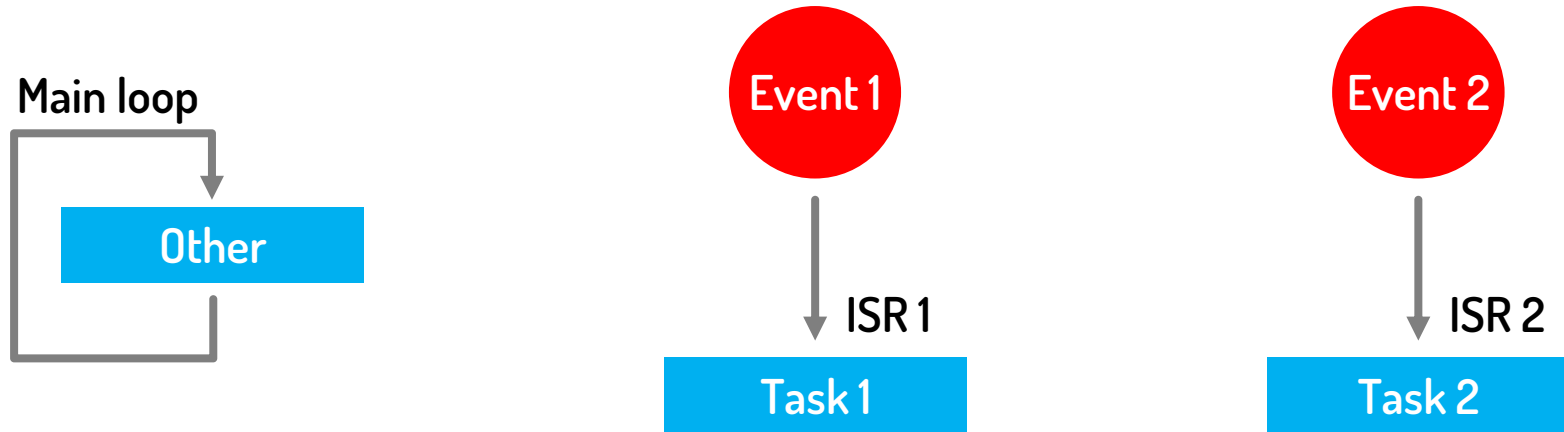 Main loop
Other
Event 1
ISR 1
Task 1
Event 2
ISR 2
Task 2